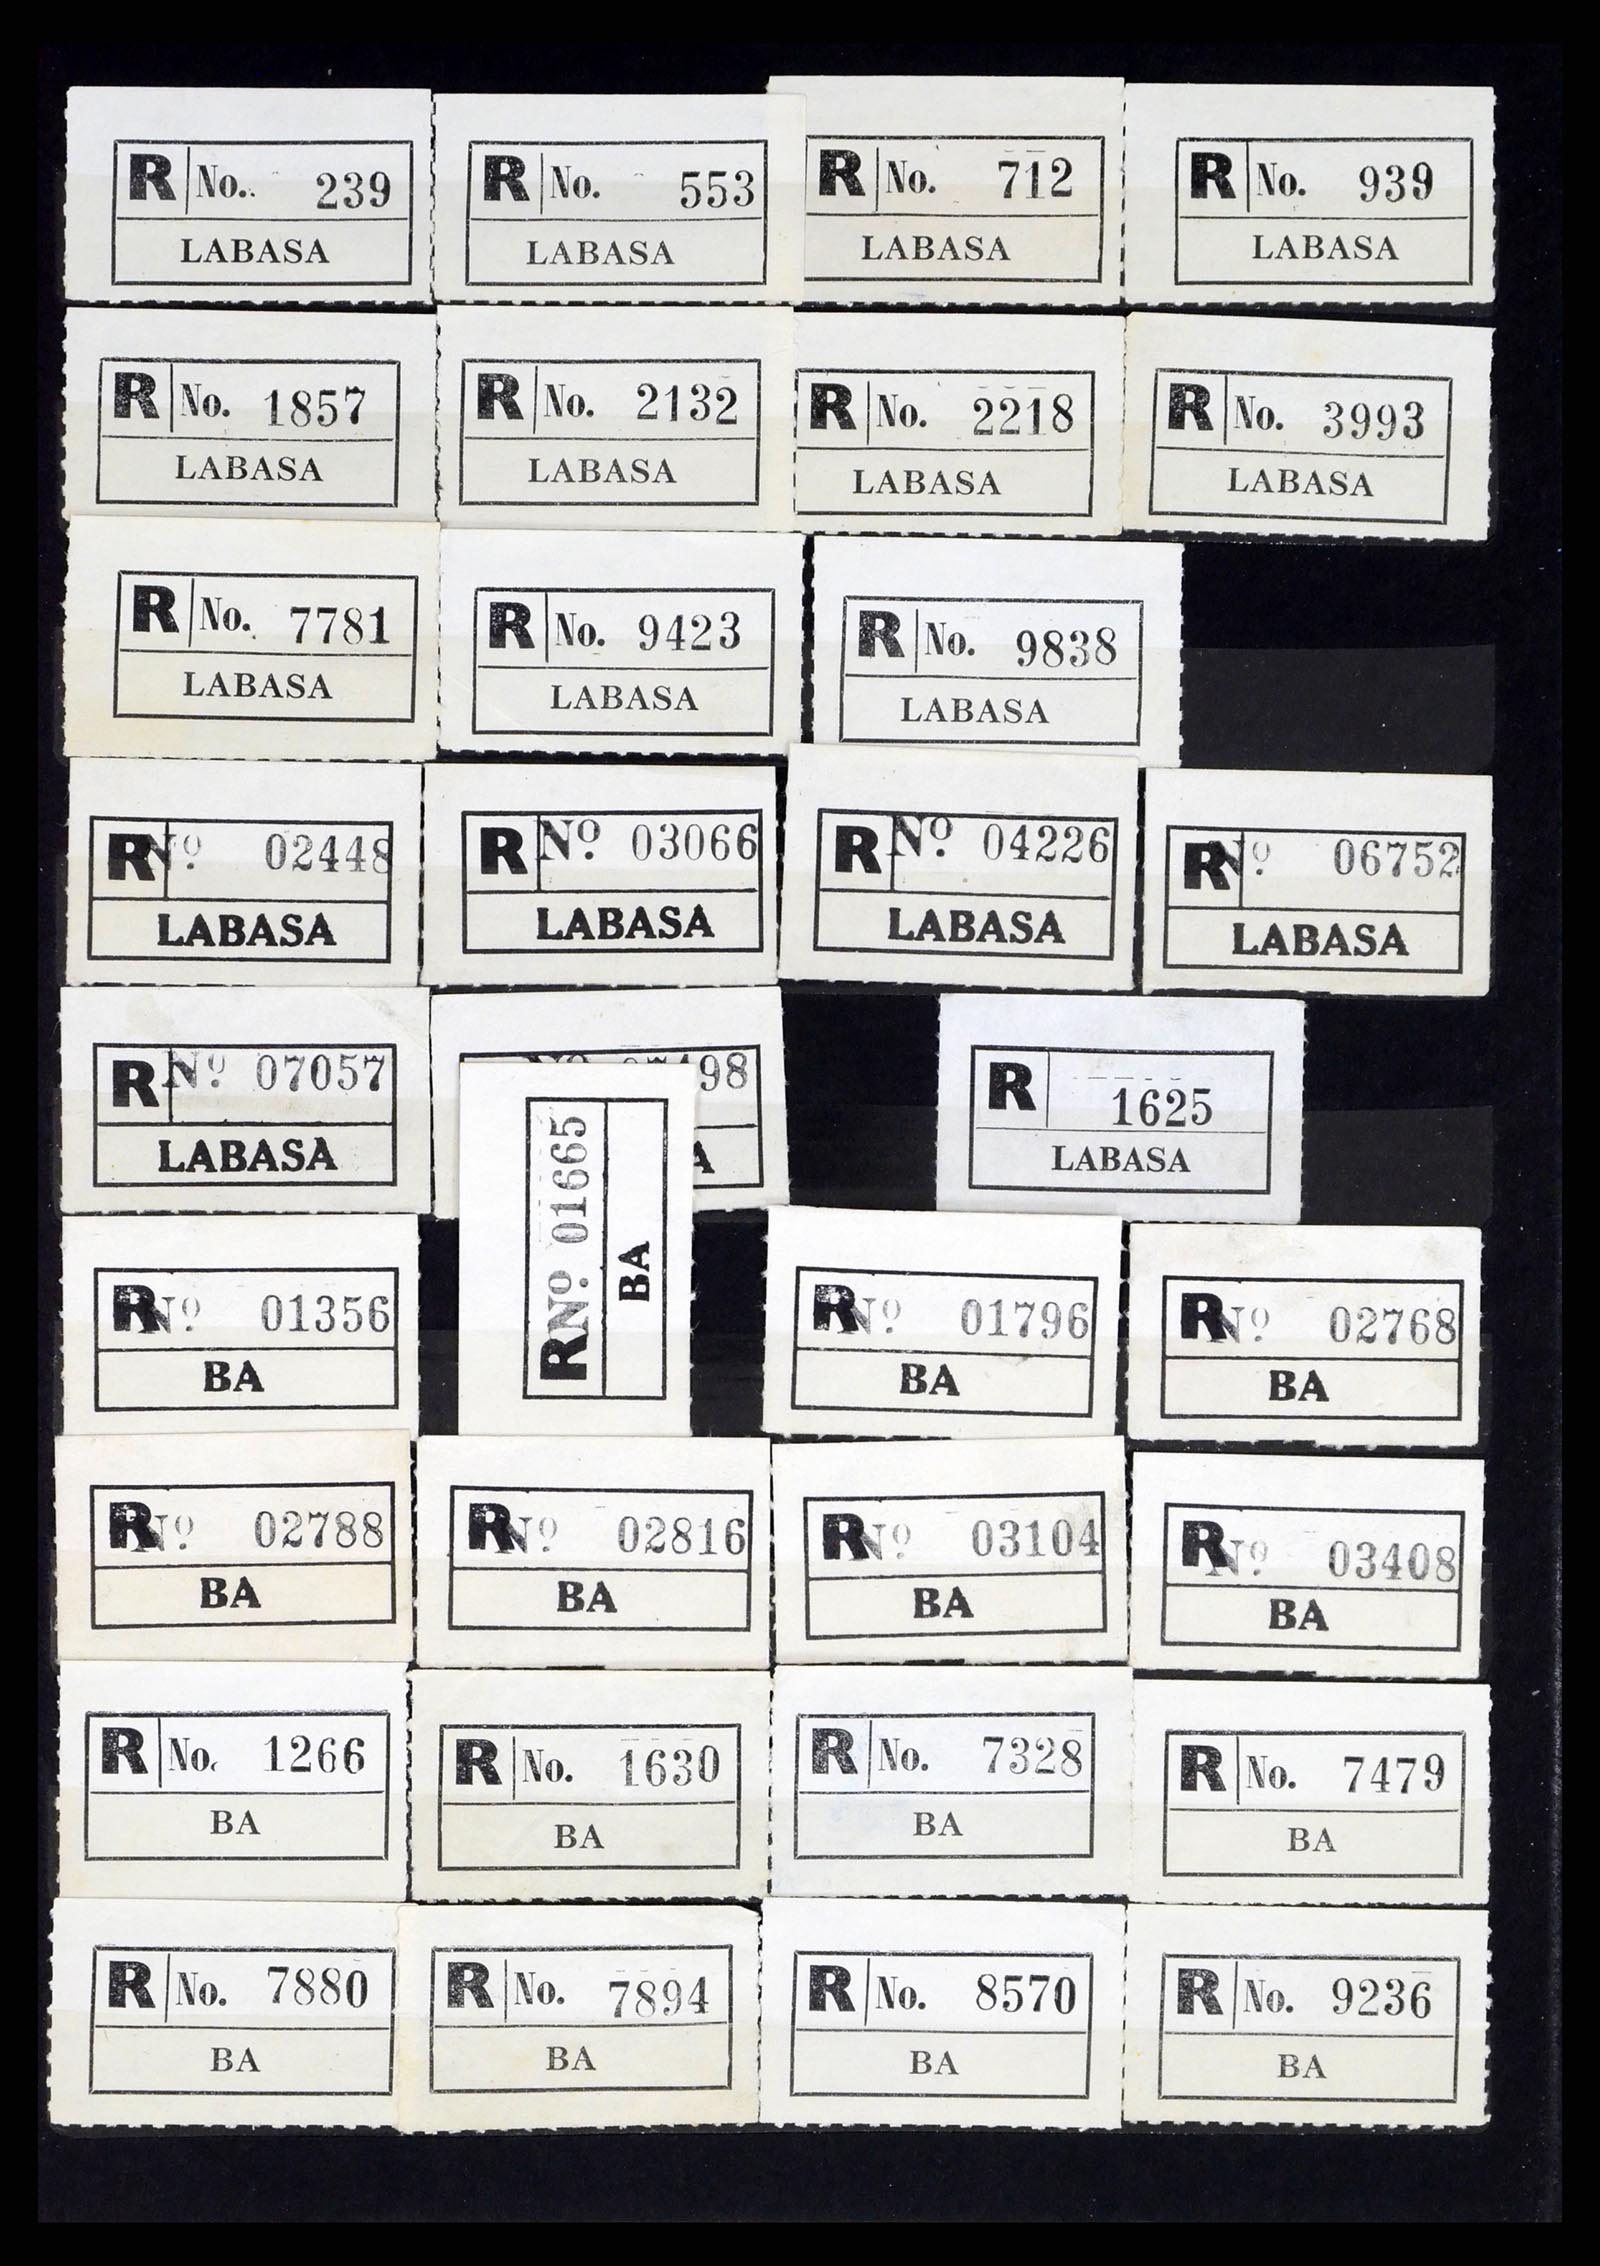 R No. 239
LABASA
R No. 553
LABASA
R No. 712
LABASA
R No. 939
LABASA
R No. 1857
LABASA
R No. 2132
LABASA
R No. 2218
LABASA
R No. 3993
LABASA
R No. 7781
LABASA
R No. 9423
LABASA
R No. 9838
LABASA
R Nº 02448
LABASA
R Nº 03066
LABASA
R Nº 04226
LABASA
R Nº 06752
LABASA
R Nº 07057
LABASA
98
A
R 1625
LABASA
R Nº 01356
BA
R Nº 01665
BA
R Nº 01796
BA
R Nº 02768
BA
R Nº 02788
BA
R Nº 02816
BA
R Nº 03104
BA
R Nº 03408
BA
R No. 1266
BA
R No. 1630
BA
R No. 7328
BA
R No. 7479
BA
R No. 7880
BA
R No. 7894
BA
R No. 8570
BA
R No. 9236
BA